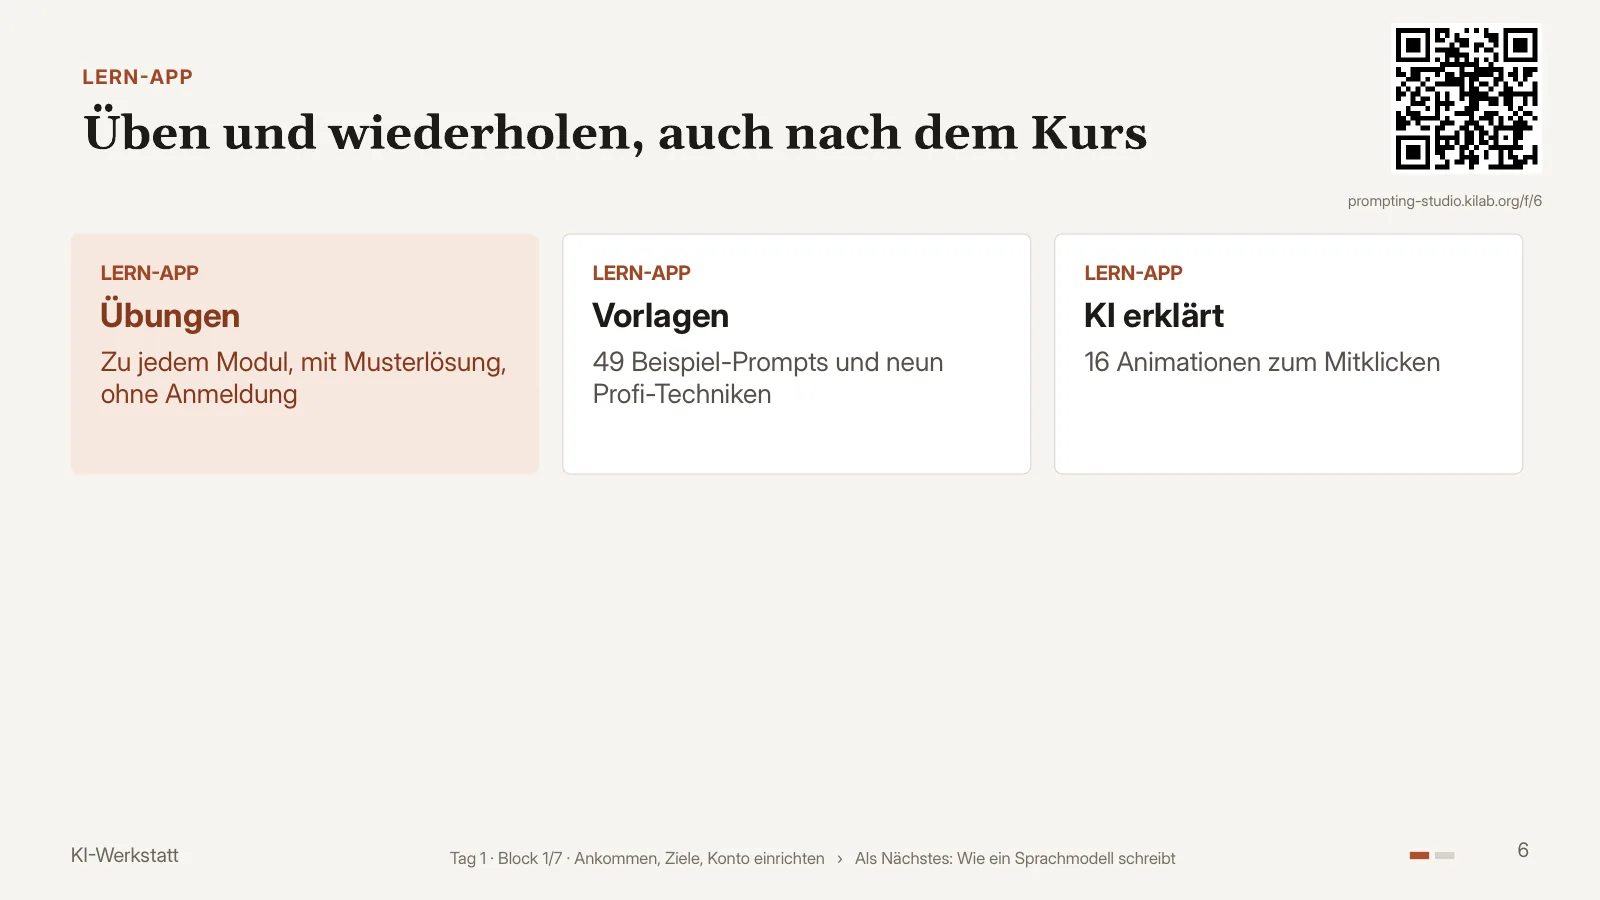 LERN-APP
Üben und wiederholen, auch nach dem Kurs
prompting-studio.kilab.org/f/6
LERN-APP
Übungen
Zu jedem Modul, mit Musterlösung,
ohne Anmeldung
LERN-APP
Vorlagen
49 Beispiel-Prompts und neun
Profi-Techniken
LERN-APP
KI erklärt
16 Animationen zum Mitklicken
KI-Werkstatt
Tag 1 · Block 1/7 · Ankommen, Ziele, Konto einrichten › Als Nächstes: Wie ein Sprachmodell schreibt
6